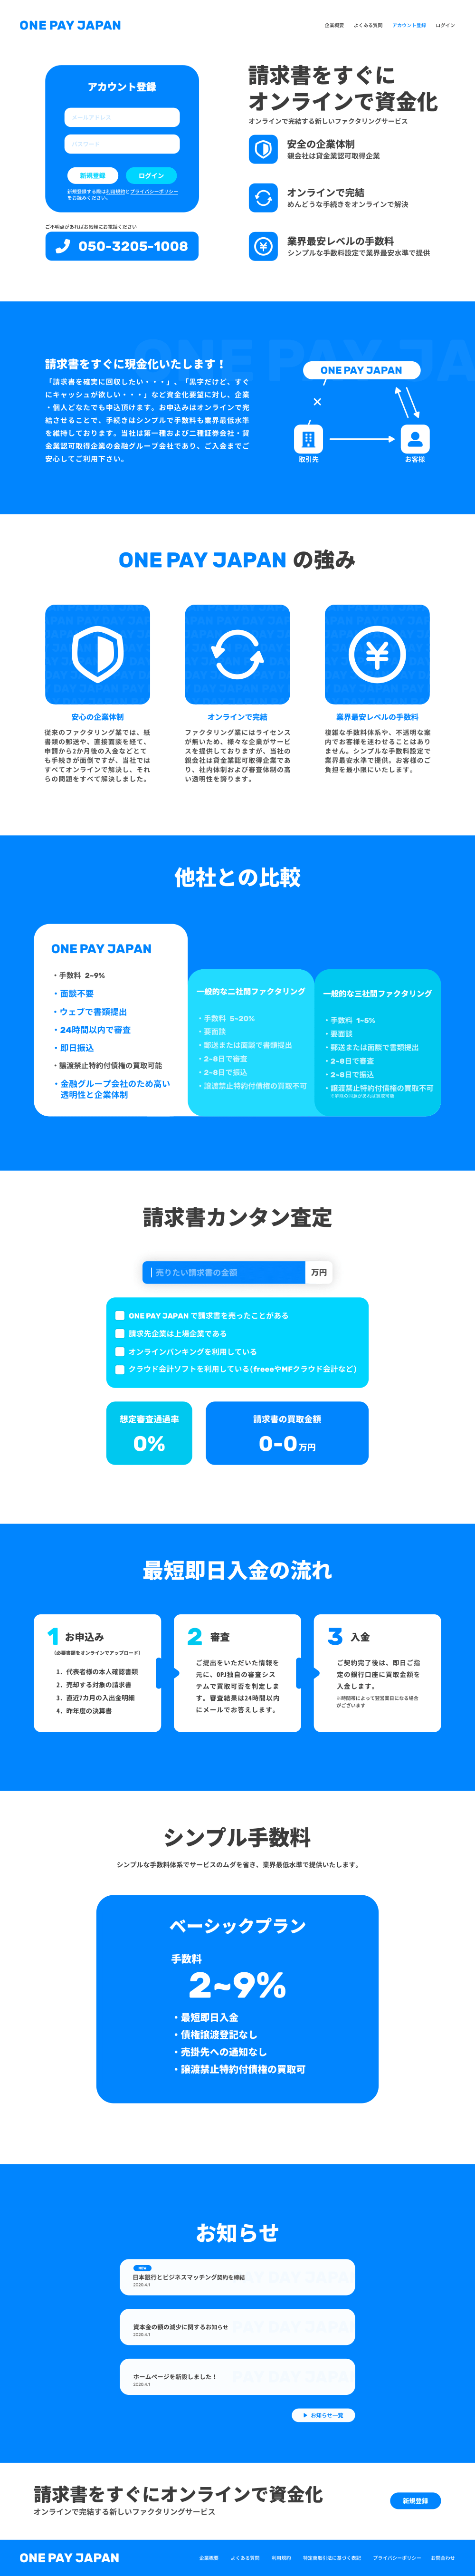 ONE PAY JAPAN
企業概要 よくある質問 アカウント登録 ログイン
アカウント登録
メールアドレス
パスワード
新規登録 ログイン
新規登録する際は利用規約とプライバシーポリシー
をお読みください。
ご不明点があればお気軽にお電話ください
050-3205-1008
請求書をすぐに
オンラインで資金化
オンラインで完結する新しいファクタリングサービス
安全の企業体制
親会社は貸金業認可取得企業
オンラインで完結
めんどうな手続きをオンラインで解決
業界最安レベルの手数料
シンプルな手数料設定で業界最安水準で提供
請求書をすぐに現金化いたします！
「請求書を確実に回収したい・・・」、「黒字だけど、すぐ
にキャッシュが欲しい・・・」など資金化要望に対し、企業
・個人どなたでも申込頂けます。お申込みはオンラインで完
結させることで、手続きはシンプルで手数料も業界最低水準
を維持しております。当社は第一種および二種証券会社・貸
金業認可取得企業の金融グループ会社であり、ご入金までご
安心してご利用下さい。
ONE PAY JAPAN
取引先 お客様
ONE PAY JAPAN の強み
安心の企業体制
従来のファクタリング業では、紙
書類の郵送や、直接面談を経て、
申請から2か月後の入金などとて
も手続きが面倒ですが、当社では
すべてオンラインで解決し、それ
らの問題をすべて解決しました。
オンラインで完結
ファクタリング業にはライセンス
が無いため、様々な企業がサービ
スを提供しておりますが、当社の
親会社は貸金業認可取得企業であ
り、社内体制および審査体制の高
い透明性を誇ります。
業界最安レベルの手数料
複雑な手数料体系や、不透明な案
内でお客様を迷わせることはあり
ません。シンプルな手数料設定で
業界最安水準で提供。お客様のご
負担を最小限にいたします。
他社との比較
ONE PAY JAPAN
・手数料 2~9%
・面談不要
・ウェブで書類提出
・24時間以内で審査
・即日振込
・譲渡禁止特約付債権の買取可能
・金融グループ会社のため高い
透明性と企業体制
一般的な二社間ファクタリング
・手数料 5~20%
・要面談
・郵送または面談で書類提出
・2~8日で審査
・2~8日で振込
・譲渡禁止特約付債権の買取不可
一般的な三社間ファクタリング
・手数料 1~5%
・要面談
・郵送または面談で書類提出
・2~8日で審査
・2~8日で振込
・譲渡禁止特約付債権の買取不可
請求書カンタン査定
売りたい請求書の金額 万円
ONE PAY JAPAN で請求書を売ったことがある
請求先企業は上場企業である
オンラインバンキングを利用している
クラウド会計ソフトを利用している(freeeやMFクラウド会計など)
想定審査通過率
0%
請求書の買取金額
0-0万円
最短即日入金の流れ
1 お申込み
(必要書類をオンラインでアップロード)
1. 代表者様の本人確認書類
2. 売却する対象の請求書
3. 直近7カ月の入出金明細
4. 昨年度の決算書
2 審査
ご提出をいただいた情報を
元に、OPJ独自の審査シス
テムで買取可否を判定しま
す。審査結果は24時間以内
にメールでお答えします。
3 入金
ご契約完了後は、即日ご指
定の銀行口座に買取金額を
入金します。
※時間帯によって翌営業日になる場合
がございます
シンプル手数料
シンプルな手数料体系でサービスのムダを省き、業界最低水準で提供いたします。
ベーシックプラン
手数料
2~9%
・最短即日入金
・債権譲渡登記なし
・売掛先への通知なし
・譲渡禁止特約付債権の買取可
お知らせ
NEW
日本銀行とビジネスマッチング契約を締結
2020.4.1
資本金の額の減少に関するお知らせ
2020.4.1
ホームページを新設しました！
2020.4.1
お知らせ一覧
請求書をすぐにオンラインで資金化
オンラインで完結する新しいファクタリングサービス
新規登録
ONE PAY JAPAN
企業概要 よくある質問 利用規約 特定商取引法に基づく表記 プライバシーポリシー お問合わせ